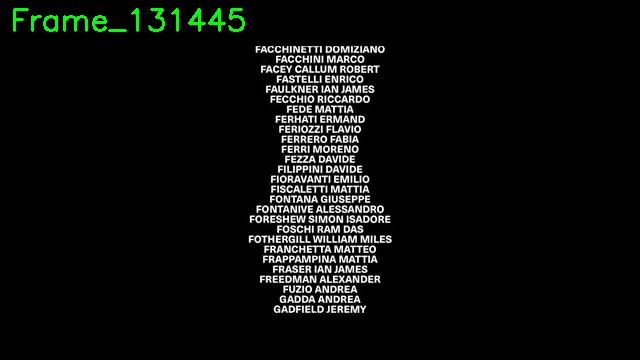 Frame_131445
FACCHINETTI DOMIZIANO
FACCHINI MARCO
FACEY CALLUM ROBERT
FASTELLI ENRICO
FAULKNER IAN JAMES
FECCHIO RICCARDO
FEDE MATTIA
FERHATI ERMAND
FERIOZZI FLAVIO
FERRERO FABIA
FERRI MORENO
FEZZA DAVIDE
FILIPPINI DAVIDE
FIORAVANTI EMILIO
FISCALETTI MATTIA
FONTANA GIUSEPPE
FONTANIVE ALESSANDRO
FORESHEW SIMON ISADORE
FOSCHI RAM DAS
FOTHERGILL WILLIAM MILES
FRANCHETTA MATTEO
FRAPPAMPINA MATTIA
FRASER IAN JAMES
FREEDMAN ALEXANDER
FUZIO ANDREA
GADDA ANDREA
GADFIELD JEREMY